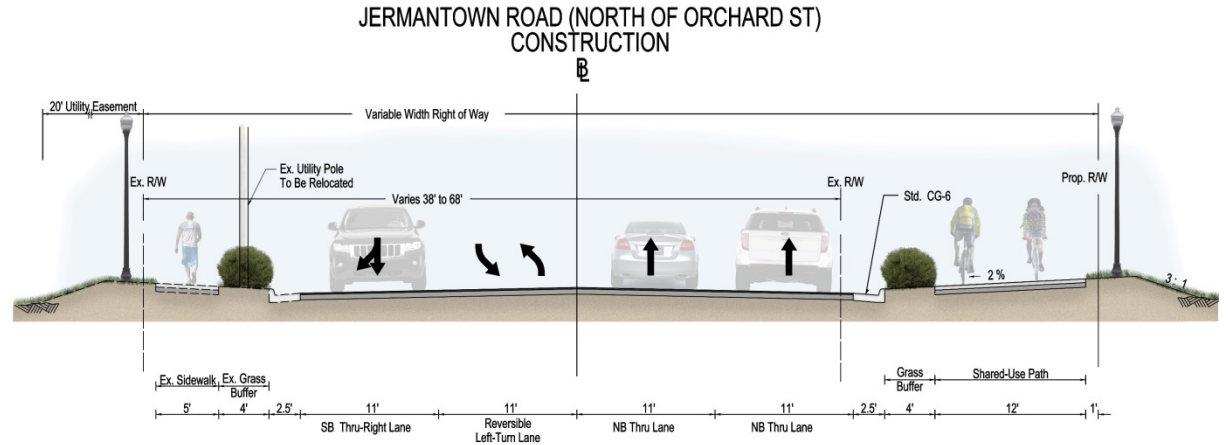 JERMANTOWN ROAD (NORTH OF ORCHARD ST)
CONSTRUCTION
BL
20' Utility Easement
Variable Width Right of Way
Ex. Utility Pole
To Be Relocated
Ex. R/W
Varies 38' to 68'
Ex. R/W
Std. CG-6
Prop. R/W
2 %
3 : 1
Ex. Sidewalk
Ex. Grass
Buffer
Grass
Buffer
Shared-Use Path
5' 4' 2.5' 11' 11' 11' 11' 2.5' 4' 12' 1'
SB Thru-Right Lane
Reversible
Left-Turn Lane
NB Thru Lane
NB Thru Lane